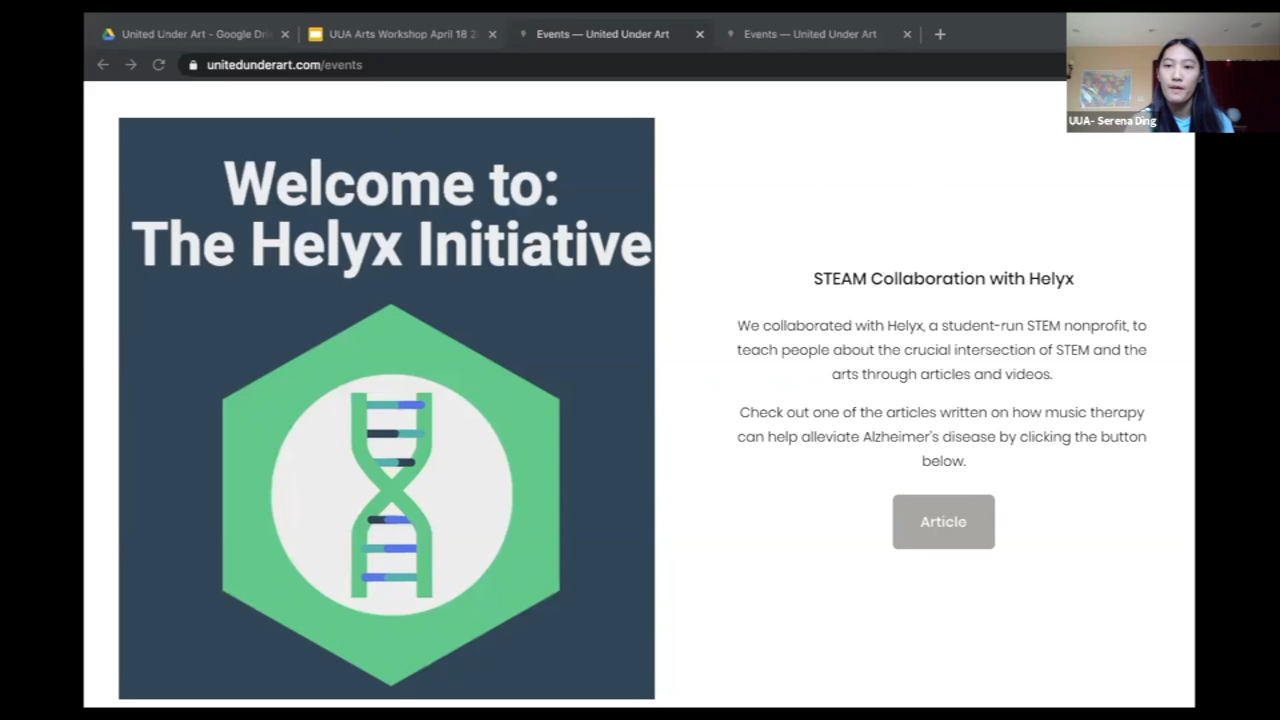 United Under Art - Google Dri
UUA Arts Workshop April 18 2
Events — United Under Art
Events — United Under Art
unitedunderart.com/events
UUA- Serena Ding
Welcome to:
The Helyx Initiative
STEAM Collaboration with Helyx
We collaborated with Helyx, a student-run STEM nonprofit, to
teach people about the crucial intersection of STEM and the
arts through articles and videos.
Check out one of the articles written on how music therapy
can help alleviate Alzheimer's disease by clicking the button
below.
Article